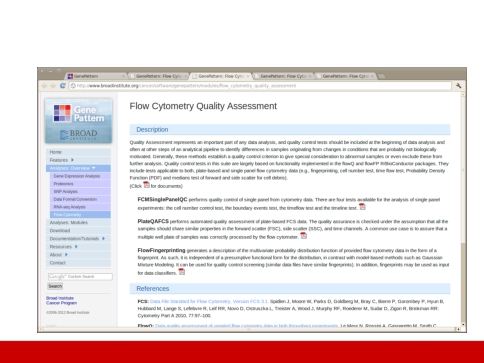 GenePattern
GenePattern: Flow Cyto
GenePattern: Flow Cyto
GenePattern: Flow Cyto
GenePattern: Flow Cyto
http://www.broadinstitute.org/cancer/software/genepattern/modules/flow_cytometry_quality_assessment
Gene
Pattern
BROAD
INSTITUTE
Home
Features
Analyses: Overview
Gene Expression Analysis
Proteomics
SNP Analysis
Data Format Conversion
RNA-seq Analysis
Flow Cytometry
Analyses: Modules
Download
Documentation/Tutorials
Resources
About
Contact
Google Custom Search
Search
Broad Institute
Cancer Program
Flow Cytometry Quality Assessment
Description
Quality Assessment represents an important part of any data analysis, and quality control tests should be included at the beginning of data analysis and
often at other steps of an analytical pipeline to identify differences in samples originating from changes in conditions that are probably not biologically
motivated. Generally, these methods establish a quality control criterion to give special consideration to abnormal samples or even exclude these from
further analysis. Quality control tests in this suite are largely based on functionality implemented in the flowQ and flowFP R/BioConductor packages. They
include tests applicable to both, plate-based and single panel flow cytometry data (e.g., fingerprinting, cell number test, time flow test, Probability Density
Function (PDF) and medians test of forward and side scatter for cell debris).
(Click for documents)
FCMSinglePanelQC performs quality control of single panel from cytometry data. There are four tests available for the analysis of single panel
experiments: the cell number control test, the boundary events test, the timeflow test and the timeline test.
PlateQAFCS performs automated quality assessment of plate-based FCS data. The quality assurance is checked under the assumption that all the
samples should share similar properties in the forward scatter (FSC), side scatter (SSC), and time channels. A common use case is to assure that a
multiple well plate of samples was correctly processed by the flow cytometer.
FlowFingerprinting generates a description of the multivariate probability distribution function of provided flow cytometry data in the form of a
fingerprint. As such, it is independent of a presumptive functional form for the distribution, in contrast with model-based methods such as Gaussian
Mixture Modeling. It can be used for quality control screening (similar data files have similar fingerprints). In addition, fingerprints may be used as input
for data classifiers.
References
FCS: Data File Standard for Flow Cytometry, Version FCS 3.1. Spidlen J, Moore W, Parks D, Goldberg M, Bray C, Bierre P, Gorombey P, Hyun B,
Hubbard M, Lange S, Lefebvre R, Leif RR, Novo D, Ostruszka L, Treister A, Wood J, Murphy RF, Roederer M, Sudar D, Zigon R, Brinkman RR:
Cytometry Part A 2010, 77:97–100.